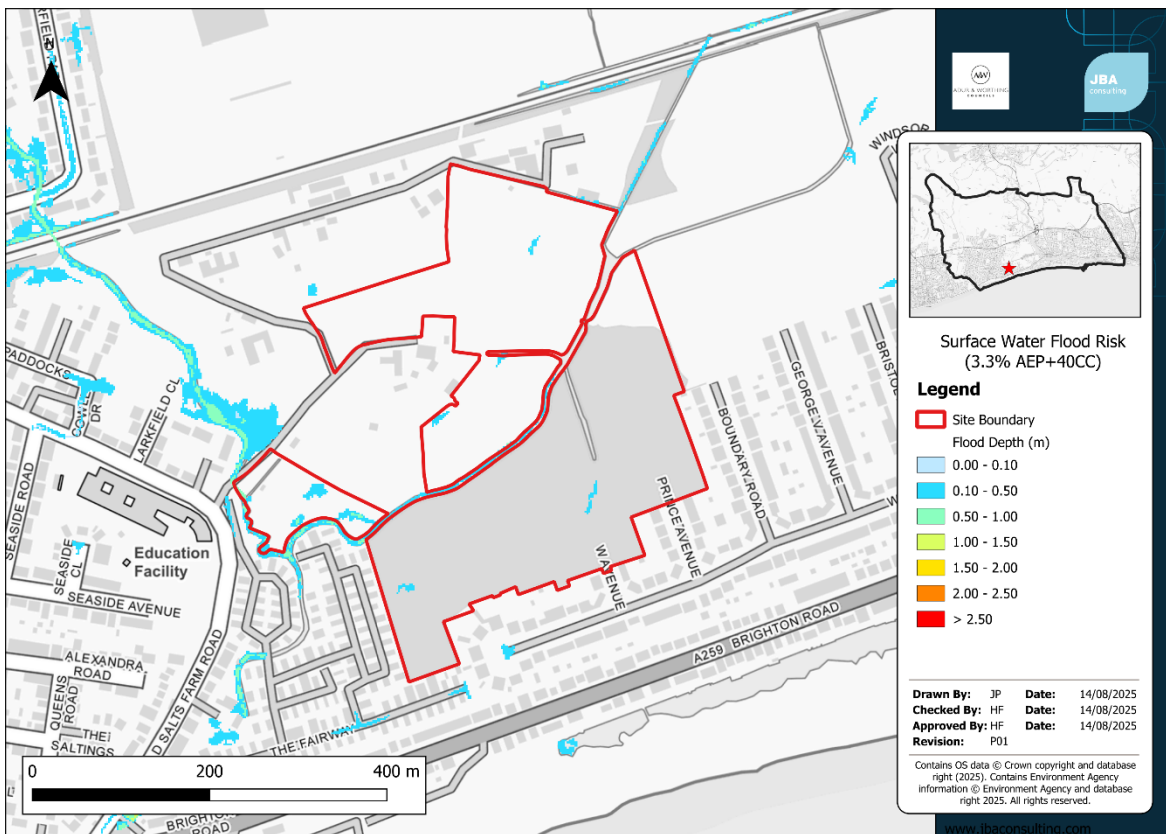 RFIELD
N
PADDOCKS
COWLE
DR
LARKFIELD CL
SEASIDE ROAD
SEASIDE
CL
Education
Facility
SEASIDE AVENUE
ALEXANDRA
ROAD
QUEENS
ROAD
THE
SALTINGS
D SALTS FARM ROAD
THE FAIRWAY
BRIGHTON
ROAD
A259 BRIGHTON ROAD
W AVENUE
PRINCE AVENUE
BOUNDARY ROAD
GEORGE V AVENUE
BRISTOL
WINDSOR
W
0 200 400 m
ADUR & WORTHING
COUNCILS
JBA
consulting
Surface Water Flood Risk
(3.3% AEP+40CC)
Legend
Site Boundary
Flood Depth (m)
0.00 - 0.10
0.10 - 0.50
0.50 - 1.00
1.00 - 1.50
1.50 - 2.00
2.00 - 2.50
> 2.50
Drawn By: JP Date: 14/08/2025
Checked By: HF Date: 14/08/2025
Approved By: HF Date: 14/08/2025
Revision: P01
Contains OS data © Crown copyright and database
right (2025). Contains Environment Agency
information © Environment Agency and database
right 2025. All rights reserved.
www.jbaconsulting.com